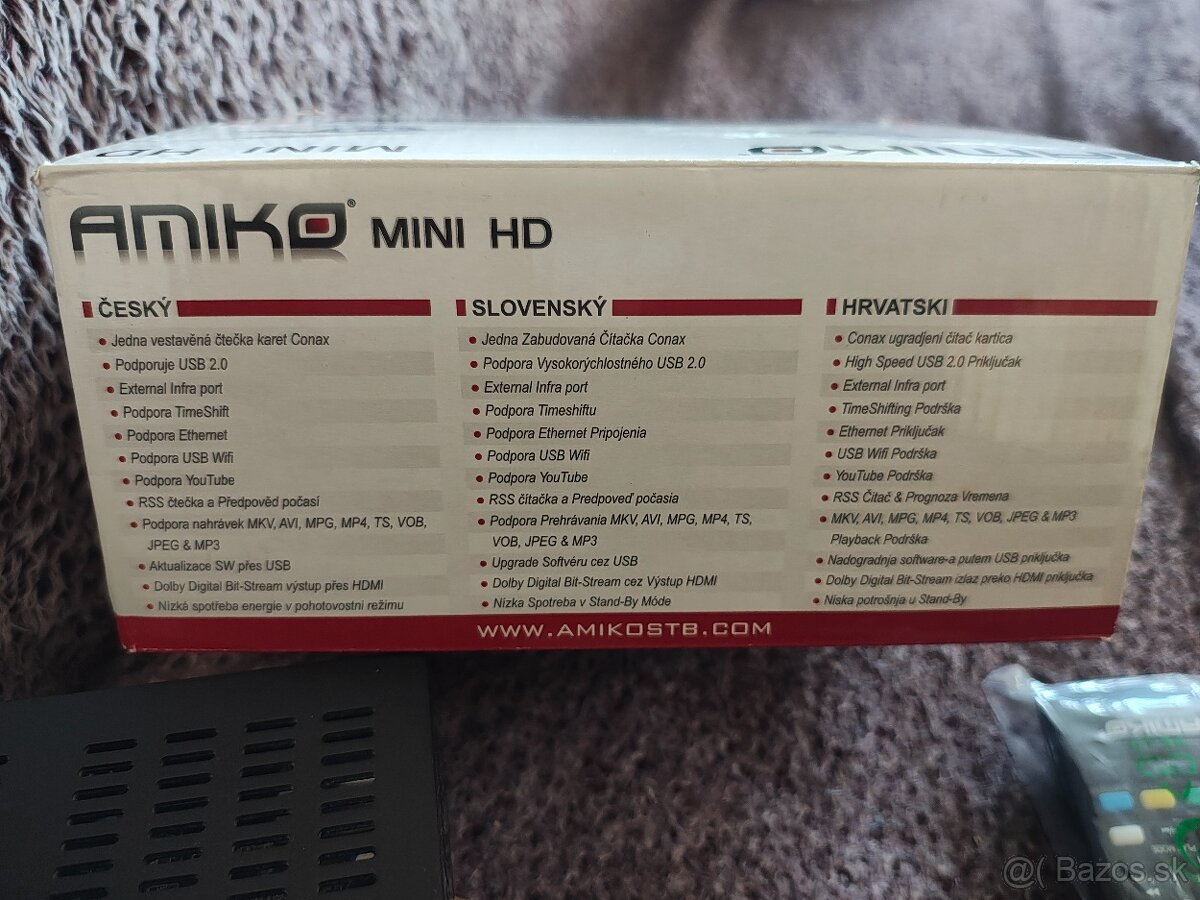 MINI HD
AMIKO® MINI HD
ČESKÝ
Jedna vestavěná čtečka karet Conax
Podporuje USB 2.0
External Infra port
Podpora TimeShift
Podpora Ethernet
Podpora USB Wifi
Podpora YouTube
RSS čtečka a Předpověd počasí
Podpora nahrávek MKV, AVI, MPG, MP4, TS, VOB,
JPEG & MP3
Aktualizace SW přes USB
Dolby Digital Bit-Stream výstup přes HDMI
Nízká spotřeba energie v pohotovostni režimu
SLOVENSKÝ
Jedna Zabudovaná Čítačka Conax
Podpora Vysokorýchlostného USB 2.0
External Infra port
Podpora Timeshiftu
Podpora Ethernet Pripojenia
Podpora USB Wifi
Podpora YouTube
RSS čítačka a Predpoveď počasia
Podpora Prehrávania MKV, AVI, MPG, MP4, TS,
VOB, JPEG & MP3
Upgrade Softvéru cez USB
Dolby Digital Bit-Stream cez Výstup HDMI
Nízka Spotreba v Stand-By Móde
HRVATSKI
Conax ugradjeni čitač kartica
High Speed USB 2.0 Priključak
External Infra port
TimeShifting Podrška
Ethernet Priključak
USB Wifi Podrška
YouTube Podrška
RSS Čitač & Prognoza Vremena
MKV, AVI, MPG, MP4, TS, VOB, JPEG & MP3
Playback Podrška
Nadogradnja software-a putem USB priključka
Dolby Digital Bit-Stream izlaz preko HDMI priključka
Niska potrošnja u Stand-By
WWW.AMIKOSTB.COM
Amiko
@( Bazos.sk